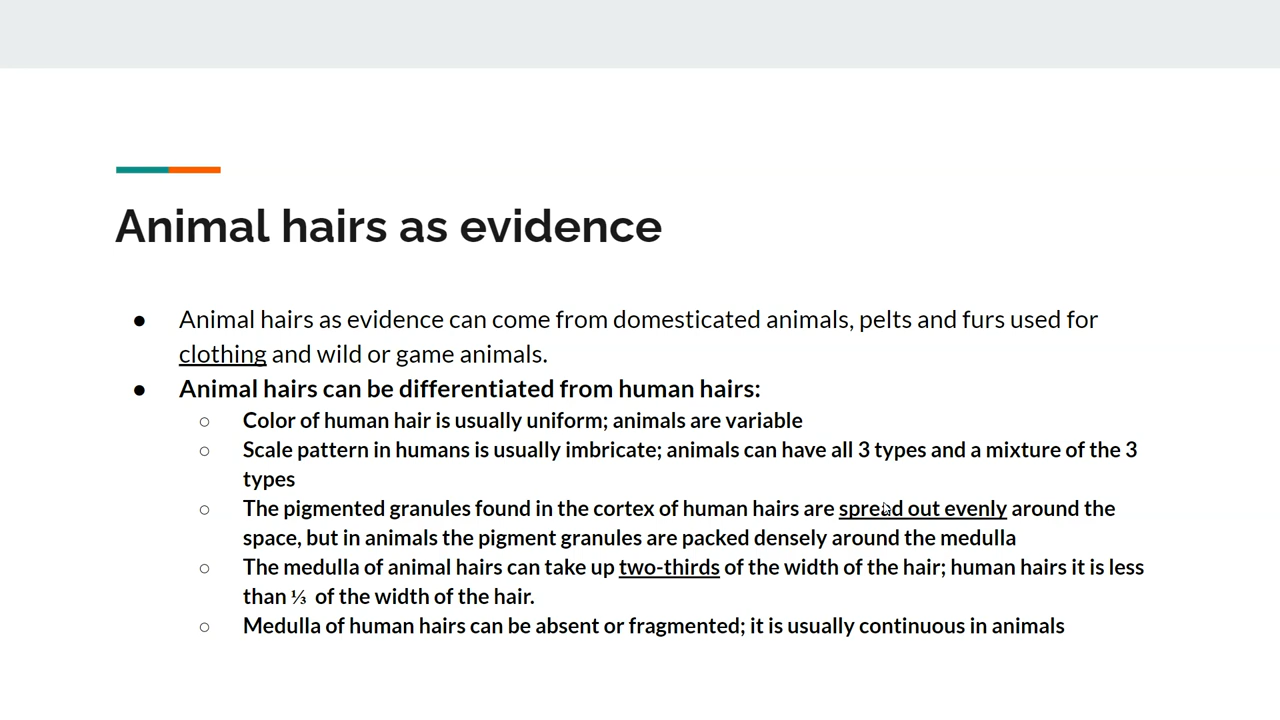 Animal hairs as evidence
● Animal hairs as evidence can come from domesticated animals, pelts and furs used for
clothing and wild or game animals.
● Animal hairs can be differentiated from human hairs:
○ Color of human hair is usually uniform; animals are variable
○ Scale pattern in humans is usually imbricate; animals can have all 3 types and a mixture of the 3
types
○ The pigmented granules found in the cortex of human hairs are spread out evenly around the
space, but in animals the pigment granules are packed densely around the medulla
○ The medulla of animal hairs can take up two-thirds of the width of the hair; human hairs it is less
than ⅓ of the width of the hair.
○ Medulla of human hairs can be absent or fragmented; it is usually continuous in animals